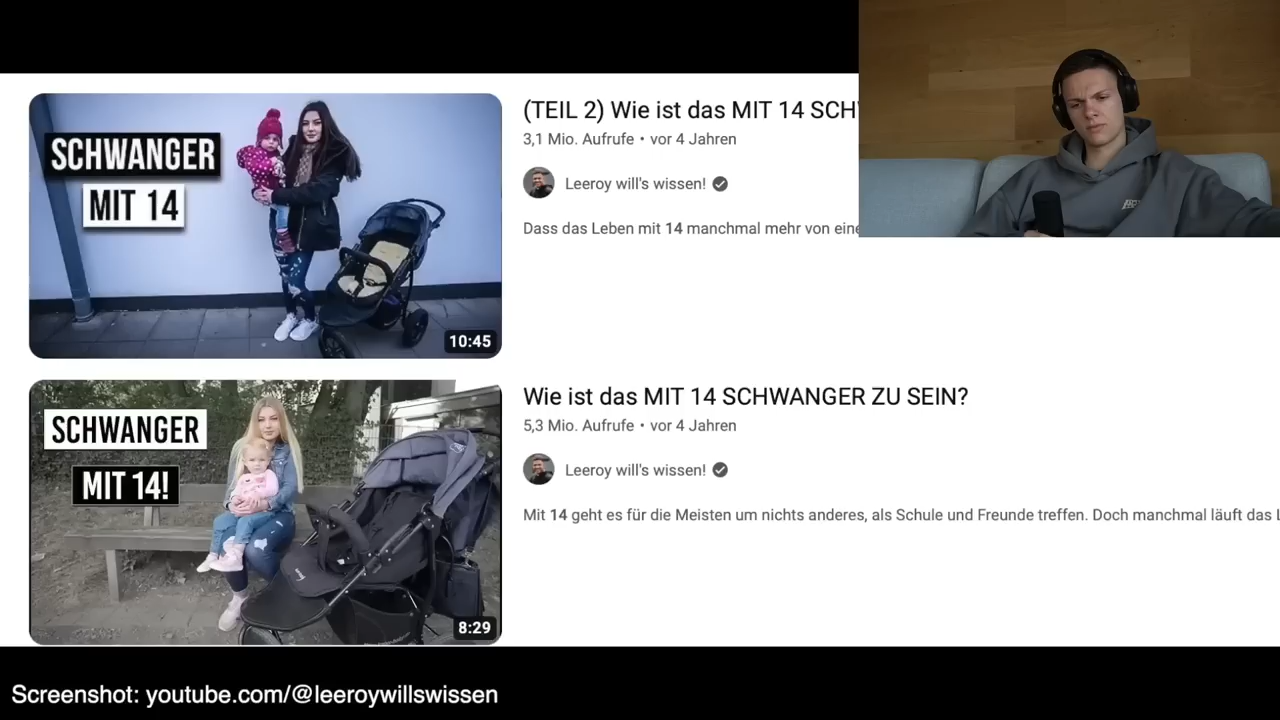 SCHWANGER
MIT 14
10:45
(TEIL 2) Wie ist das MIT 14 SCH
3,1 Mio. Aufrufe • vor 4 Jahren
Leeroy will's wissen!
Dass das Leben mit 14 manchmal mehr von eine
SCHWANGER
MIT 14!
8:29
Wie ist das MIT 14 SCHWANGER ZU SEIN?
5,3 Mio. Aufrufe • vor 4 Jahren
Leeroy will's wissen!
Mit 14 geht es für die Meisten um nichts anderes, als Schule und Freunde treffen. Doch manchmal läuft das L
Screenshot: youtube.com/@leeroywillswissen